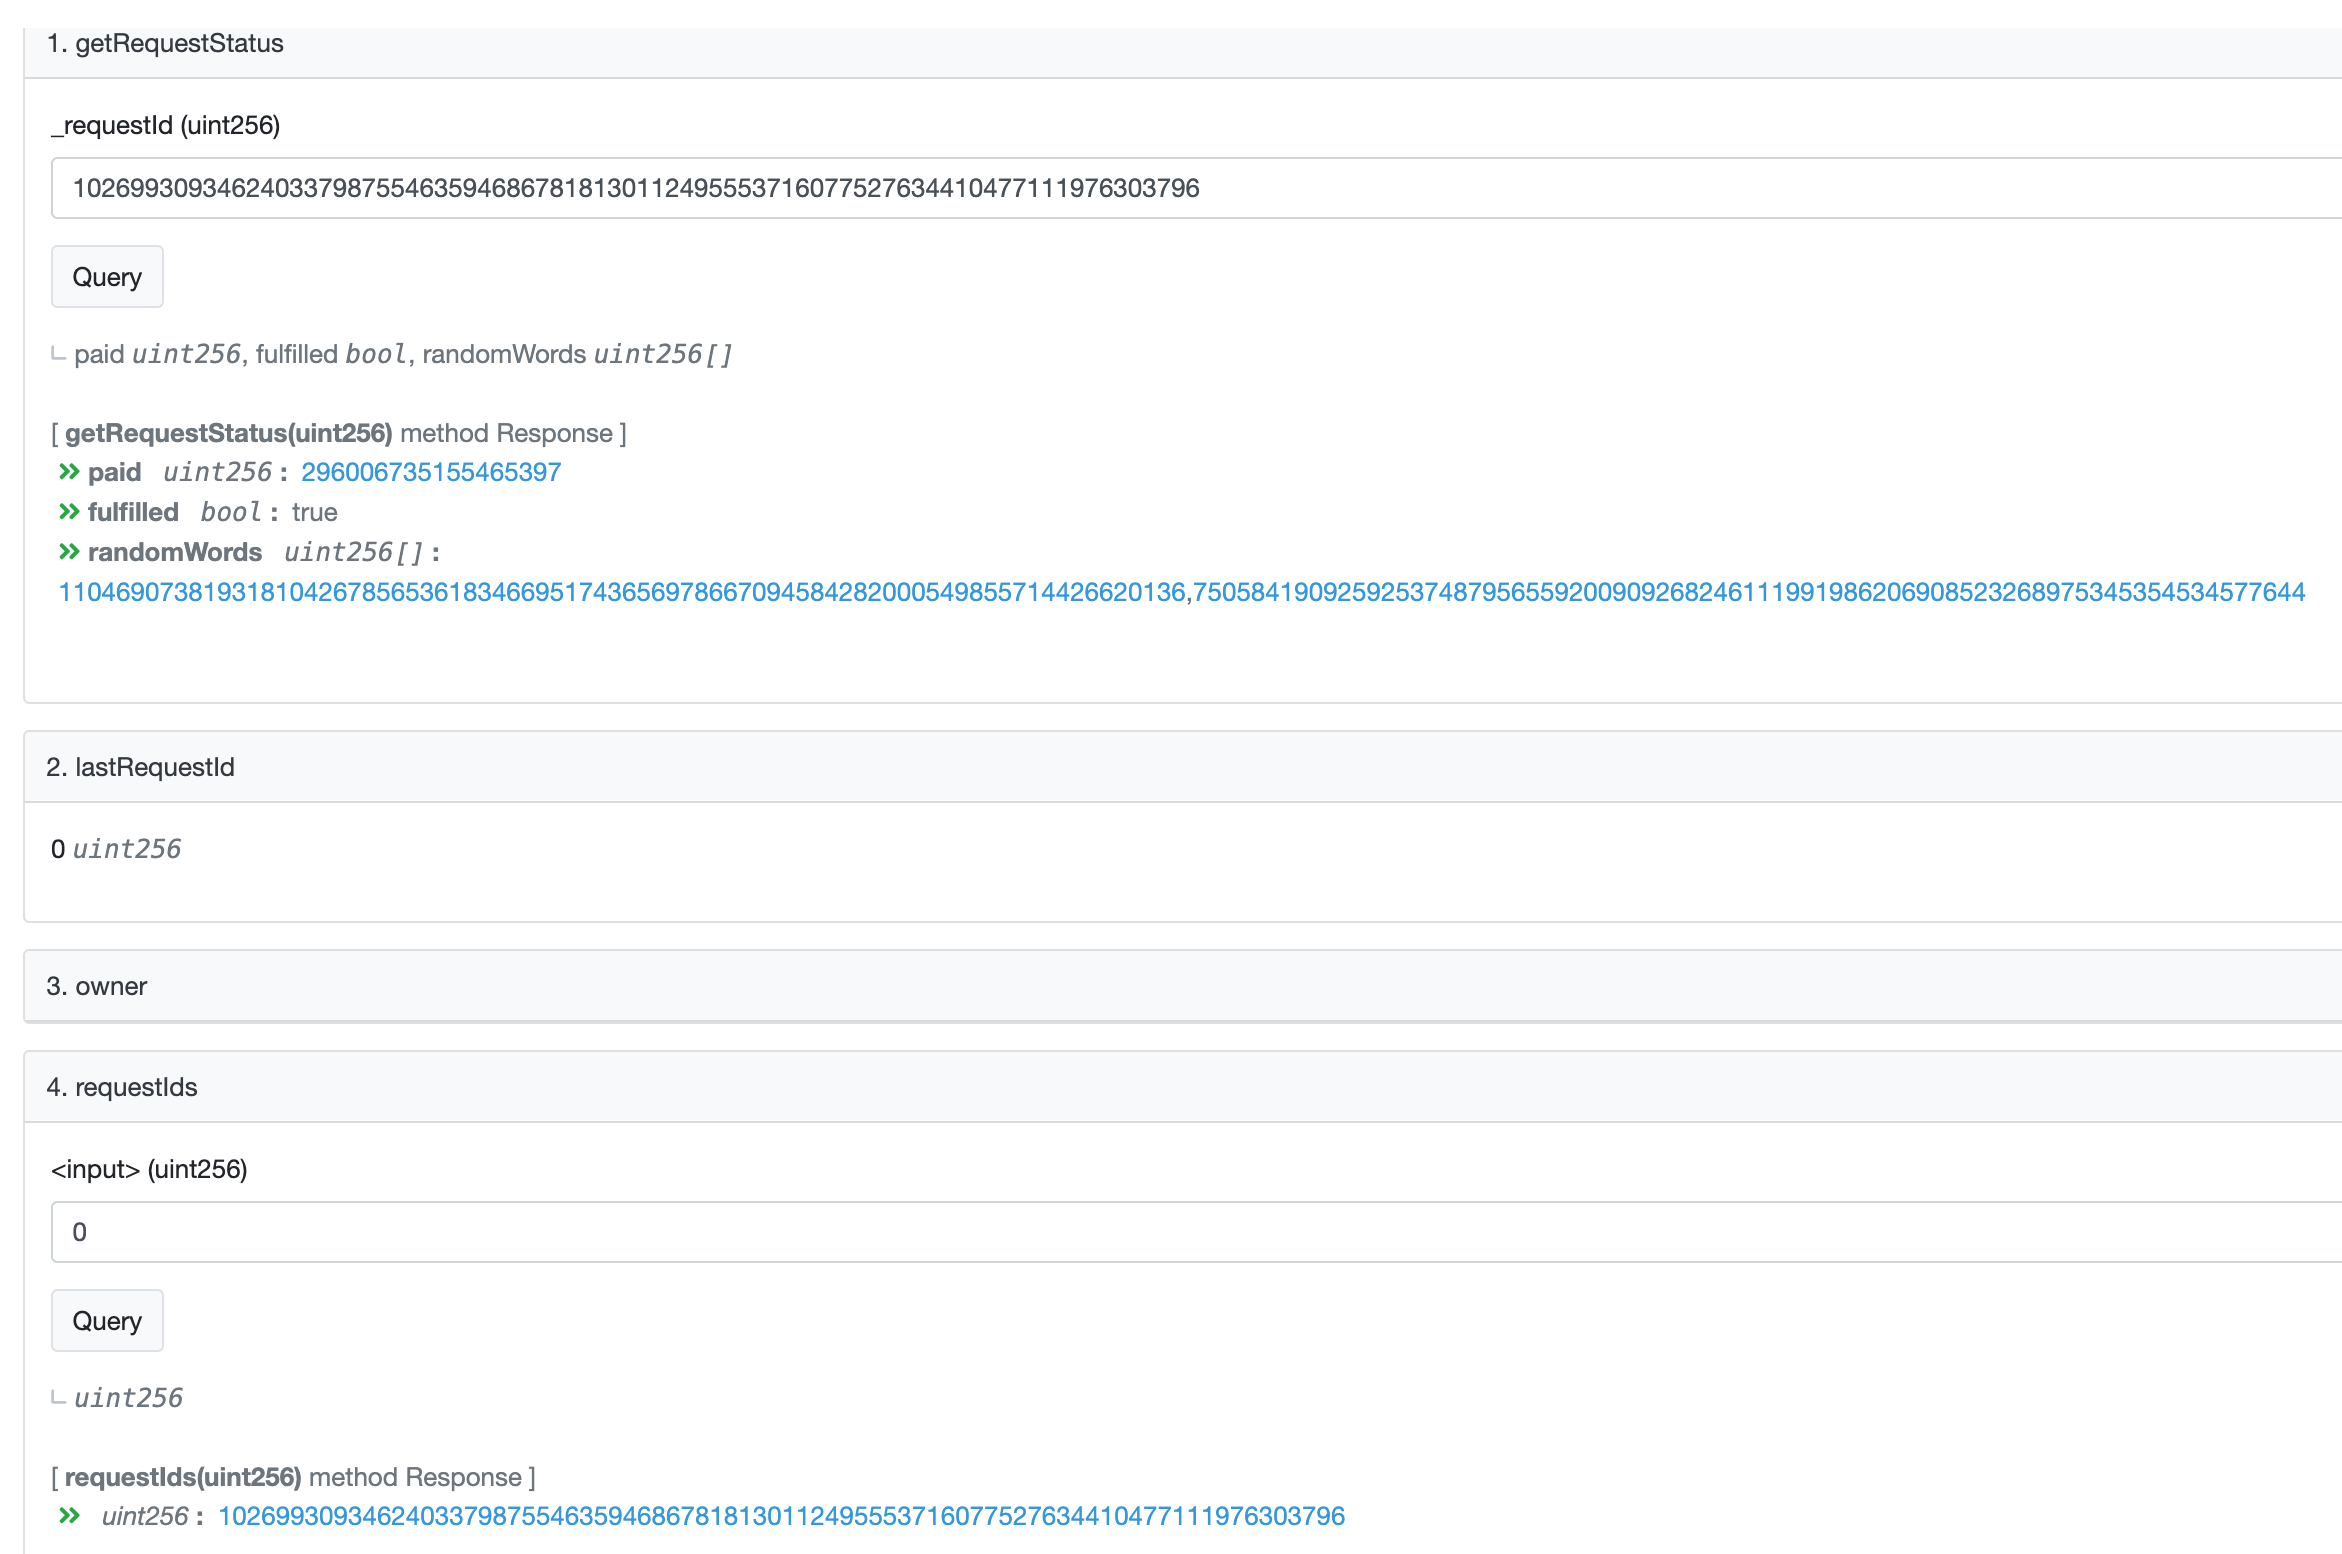 1. getRequestStatus
_requestId (uint256)
102699309346240337987554635946867818130112495553716077527634410477111976303796
Query
paid uint256, fulfilled bool, randomWords uint256[]
[ getRequestStatus(uint256) method Response ]
paid uint256 : 296006735155465397
fulfilled bool : true
randomWords uint256[] :
110469073819318104267856536183466951743656978667094584282000549855714426620136,75058419092592537487956559200909268246111991986206908523268975345354534577644
2. lastRequestId
0 uint256
3. owner
4. requestIds
<input> (uint256)
0
Query
uint256
[ requestIds(uint256) method Response ]
uint256 : 102699309346240337987554635946867818130112495553716077527634410477111976303796